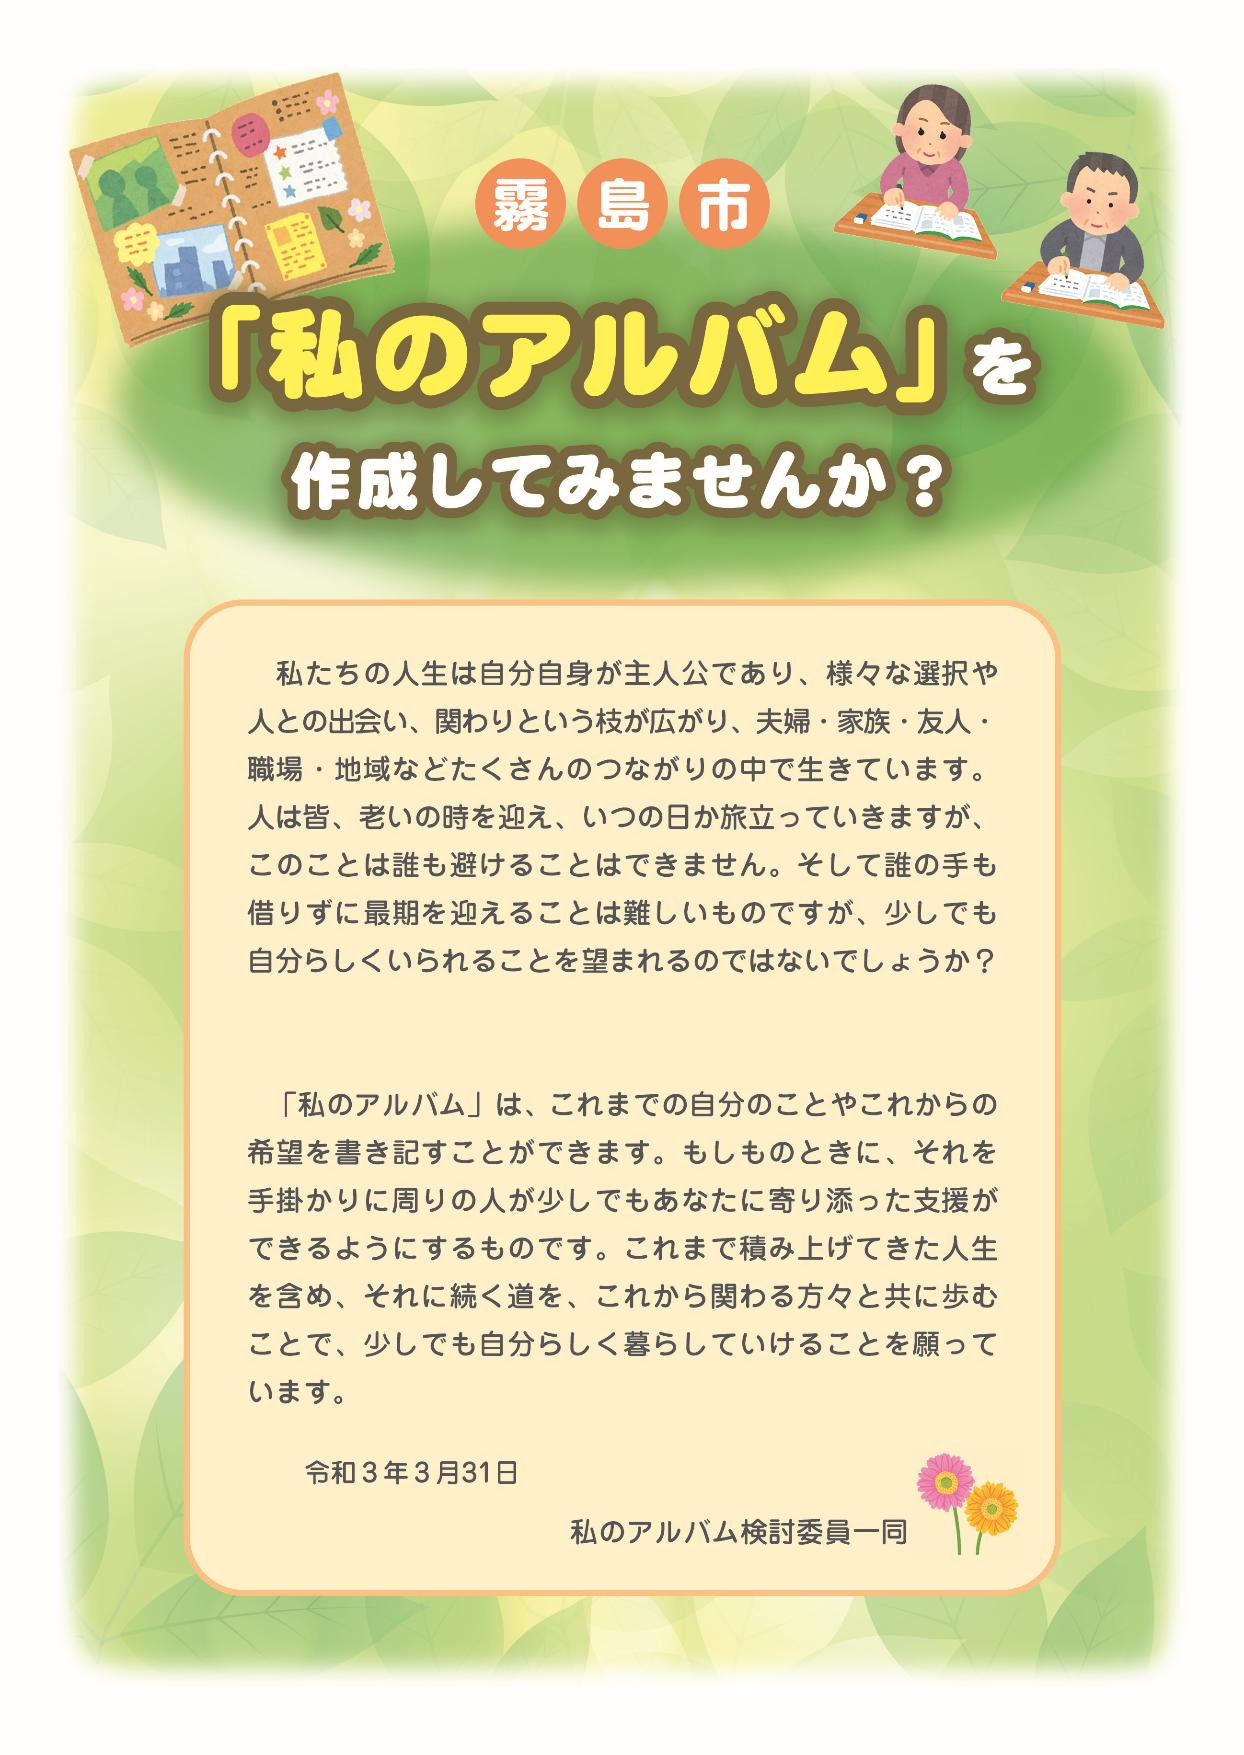 霧島市
「私のアルバム」を
作成してみませんか？
私たちの人生は自分自身が主人公であり、様々な選択や
人との出会い、関わりという枝が広がり、夫婦・家族・友人・
職場・地域などたくさんのつながりの中で生きています。
人は皆、老いの時を迎え、いつの日か旅立っていきますが、
このことは誰も避けることはできません。そして誰の手も
借りずに最期を迎えることは難しいものですが、少しでも
自分らしくいられることを望まれるのではないでしょうか？
「私のアルバム」は、これまでの自分のことやこれからの
希望を書き記すことができます。もしものときに、それを
手掛かりに周りの人が少しでもあなたに寄り添った支援が
できるようにするものです。これまで積み上げてきた人生
を含め、それに続く道を、これから関わる方々と共に歩む
ことで、少しでも自分らしく暮らしていけることを願って
います。
令和３年３月31日
私のアルバム検討委員一同